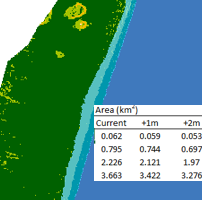 Area (km²)
Current +1m +2m
0.062 0.059 0.053
0.795 0.744 0.697
2.226 2.121 1.97
3.663 3.422 3.276